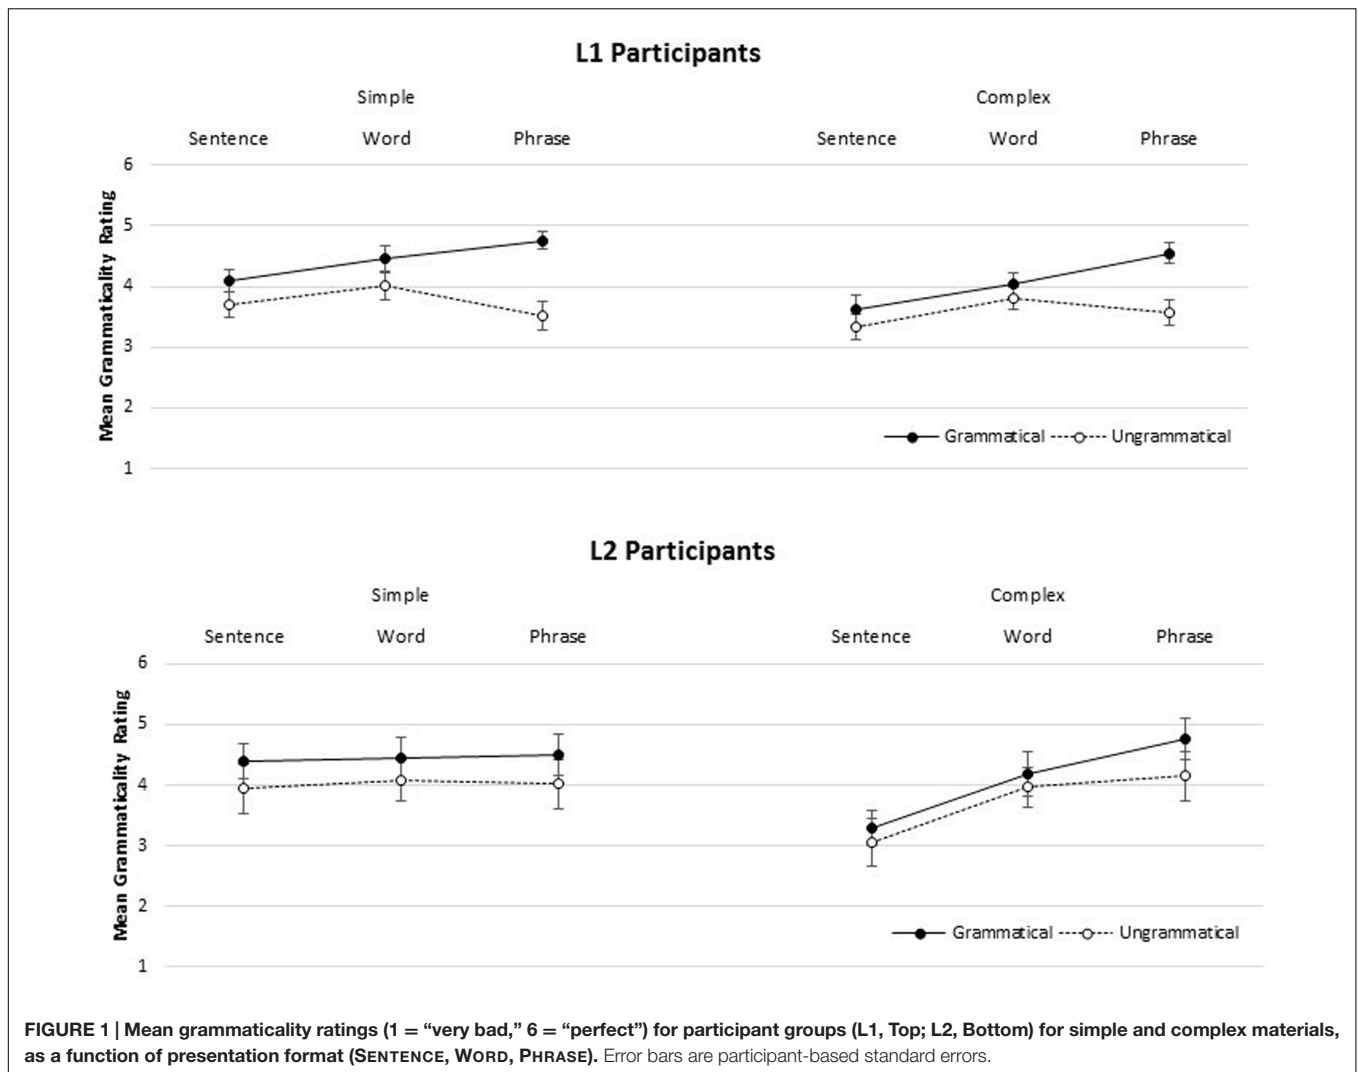 L1 Participants
Simple Complex
Sentence Word Phrase Sentence Word Phrase
6
5
4
3
2
1
Mean Grammaticality Rating
Grammatical Ungrammatical
L2 Participants
Simple Complex
Sentence Word Phrase Sentence Word Phrase
6
5
4
3
2
1
Mean Grammaticality Rating
Grammatical Ungrammatical
FIGURE 1 | Mean grammaticality ratings (1 = “very bad,” 6 = “perfect”) for participant groups (L1, Top; L2, Bottom) for simple and complex materials,
as a function of presentation format (SENTENCE, WORD, PHRASE). Error bars are participant-based standard errors.